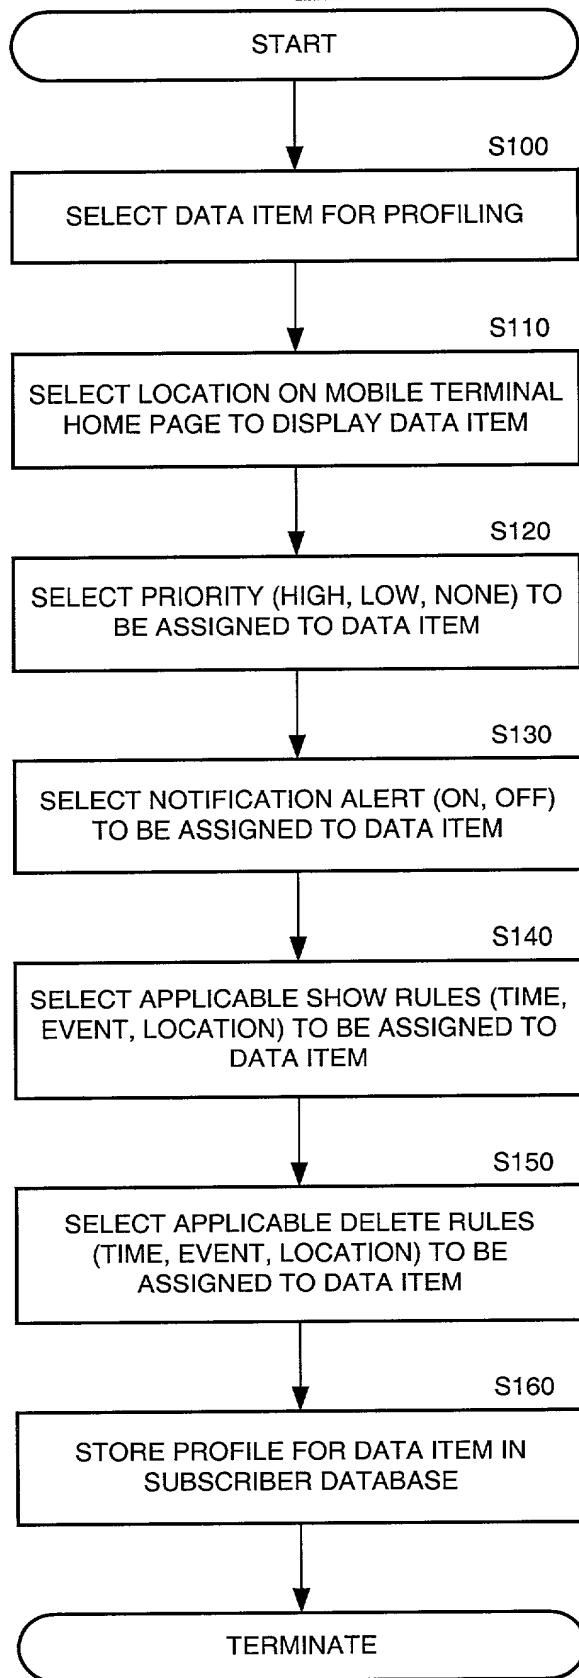 START
S100
SELECT DATA ITEM FOR PROFILING
S110
SELECT LOCATION ON MOBILE TERMINAL
HOME PAGE TO DISPLAY DATA ITEM
S120
SELECT PRIORITY (HIGH, LOW, NONE) TO
BE ASSIGNED TO DATA ITEM
S130
SELECT NOTIFICATION ALERT (ON, OFF)
TO BE ASSIGNED TO DATA ITEM
S140
SELECT APPLICABLE SHOW RULES (TIME,
EVENT, LOCATION) TO BE ASSIGNED TO
DATA ITEM
S150
SELECT APPLICABLE DELETE RULES
(TIME, EVENT, LOCATION) TO BE
ASSIGNED TO DATA ITEM
S160
STORE PROFILE FOR DATA ITEM IN
SUBSCRIBER DATABASE
TERMINATE